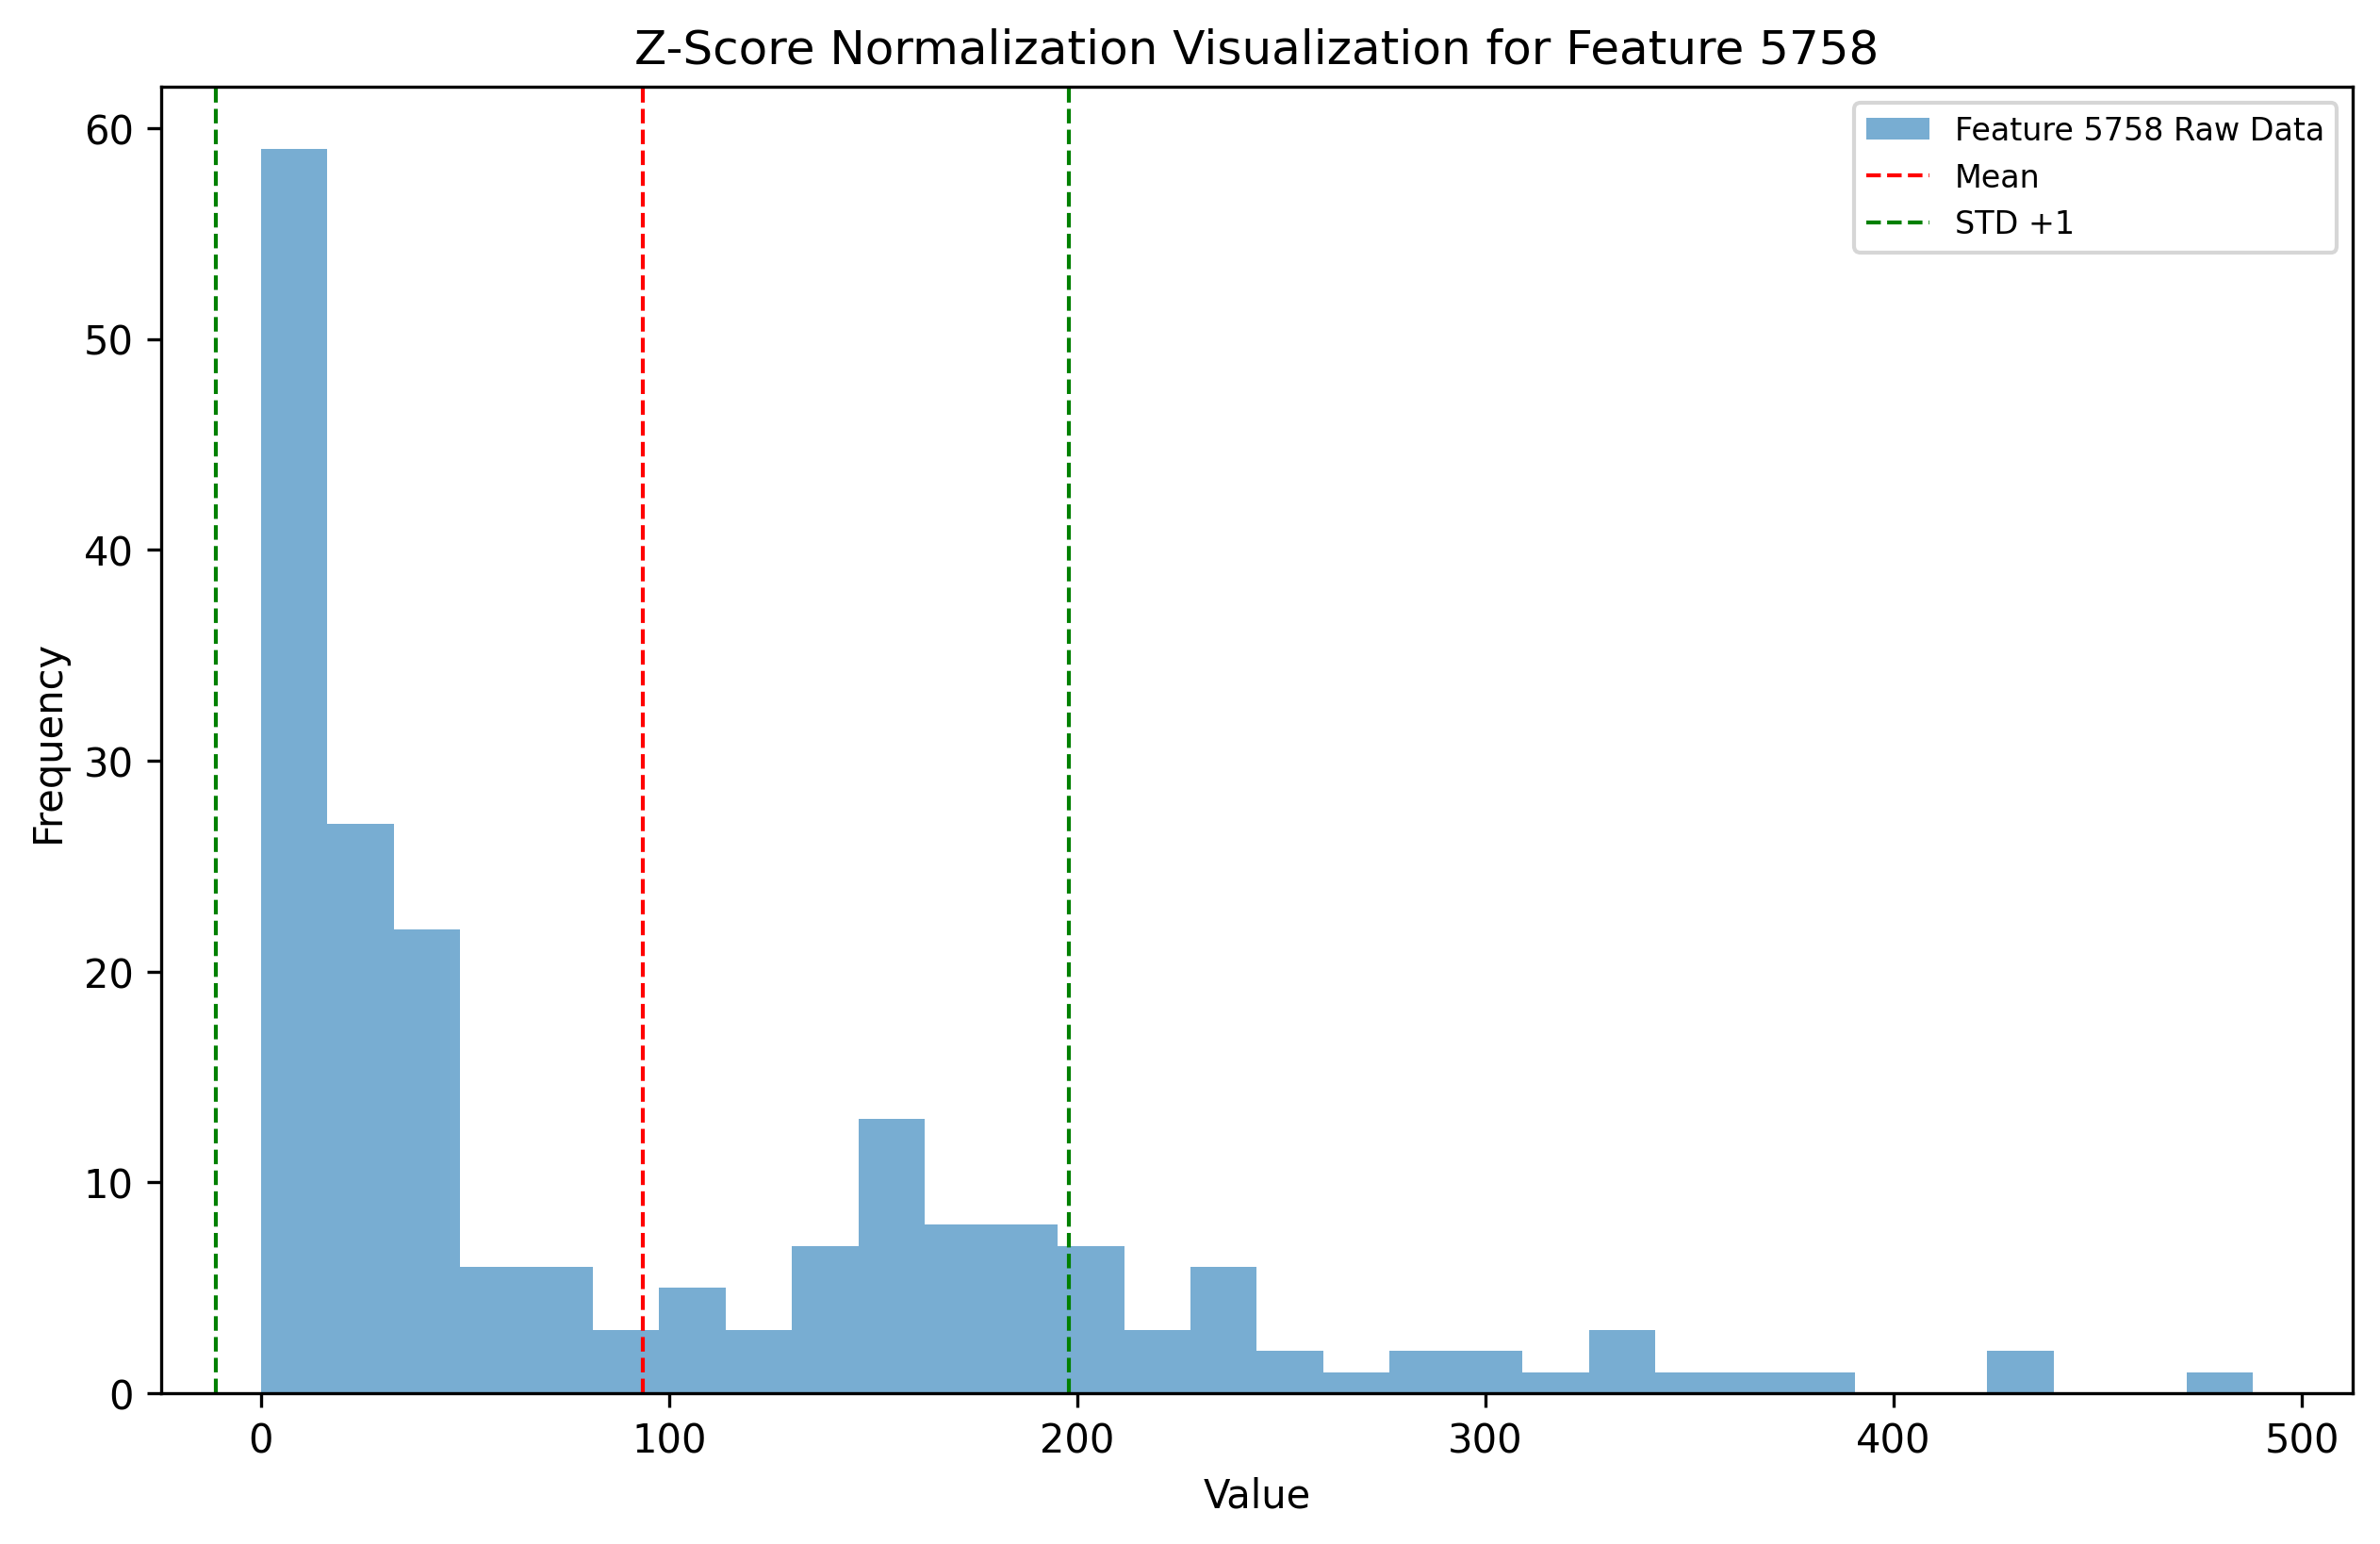 Z-Score Normalization Visualization for Feature 5758
Feature 5758 Raw Data
Mean
STD +1
60
50
40
30
20
10
0
Frequency
0 100 200 300 400 500
Value